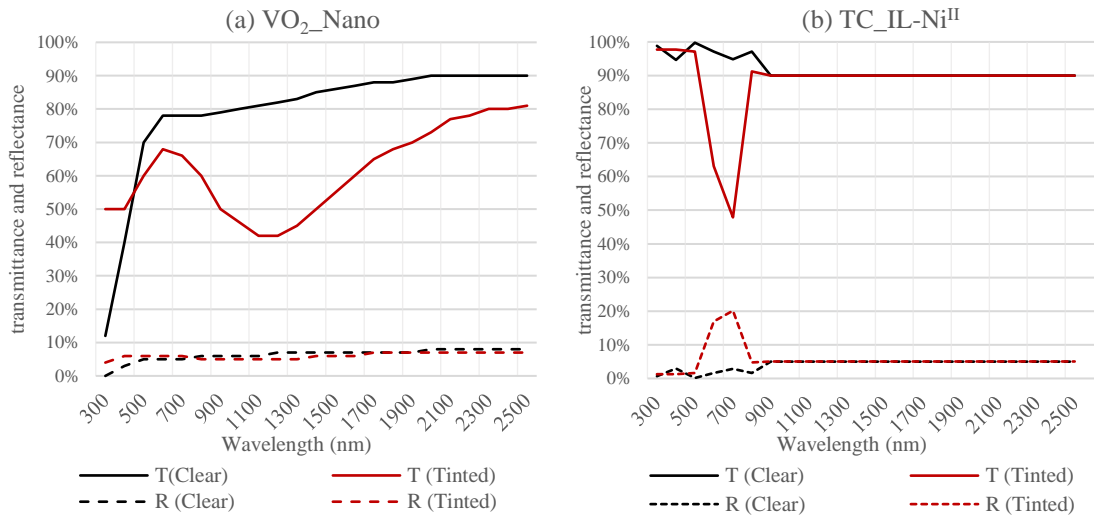 (a) VO₂_Nano
transmittance and reflectance
100%
90%
80%
70%
60%
50%
40%
30%
20%
10%
0%
300 500 700 900 1100 1300 1500 1700 1900 2100 2300 2500
Wavelength (nm)
T(Clear) T (Tinted)
R (Clear) R (Tinted)
(b) TC_IL-Niᴵᴵ
transmittance and reflectance
100%
90%
80%
70%
60%
50%
40%
30%
20%
10%
0%
300 500 700 900 1100 1300 1500 1700 1900 2100 2300 2500
Wavelength (nm)
T (Clear) T (Tinted)
R (Clear) R (Tinted)